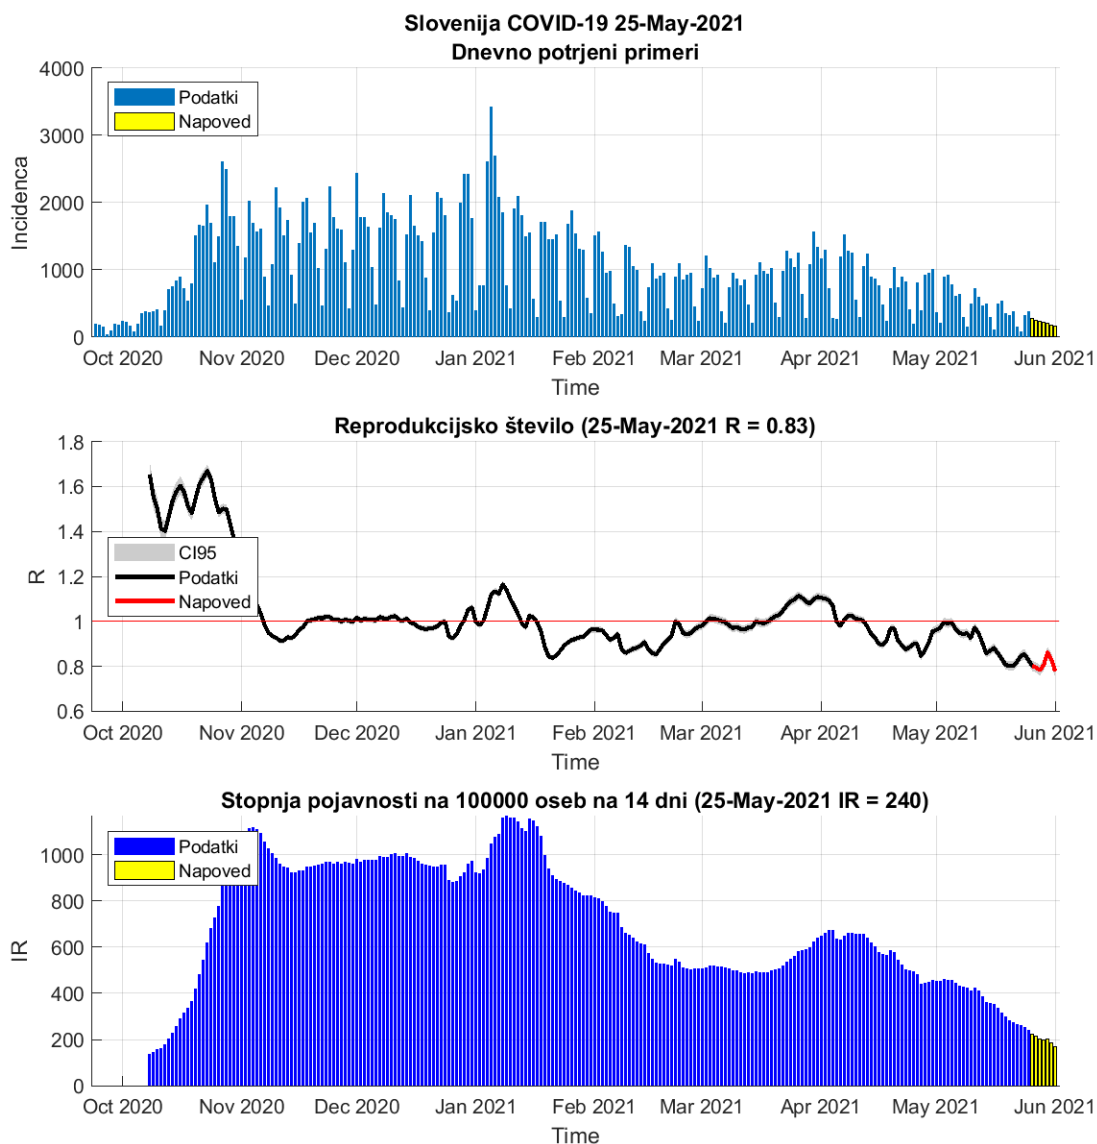 Slovenija COVID-19 25-May-2021
Dnevno potrjeni primeri
4000
3000
2000
1000
0
Incidenca
Podatki
Napoved
Oct 2020 Nov 2020 Dec 2020 Jan 2021 Feb 2021 Mar 2021 Apr 2021 May 2021 Jun 2021
Time
Reprodukcijsko število (25-May-2021 R = 0.83)
1.8
1.6
1.4
1.2
1
0.8
0.6
R
CI95
Podatki
Napoved
Oct 2020 Nov 2020 Dec 2020 Jan 2021 Feb 2021 Mar 2021 Apr 2021 May 2021 Jun 2021
Time
Stopnja pojavnosti na 100000 oseb na 14 dni (25-May-2021 IR = 240)
1000
800
600
400
200
0
IR
Podatki
Napoved
Oct 2020 Nov 2020 Dec 2020 Jan 2021 Feb 2021 Mar 2021 Apr 2021 May 2021 Jun 2021
Time